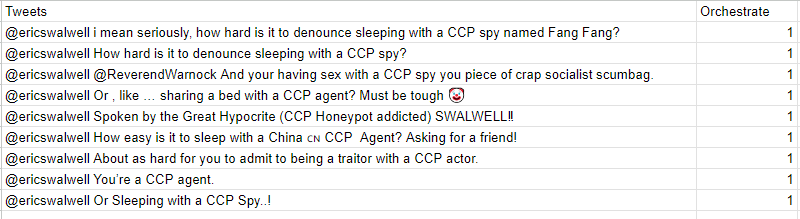 Tweets Orchestrate
@ericswalwell i mean seriously, how hard is it to denounce sleeping with a CCP spy named Fang Fang? 1
@ericswalwell How hard is it to denounce sleeping with a CCP spy? 1
@ericswalwell @ReverendWarnock And your having sex with a CCP spy you piece of crap socialist scumbag. 1
@ericswalwell Or , like … sharing a bed with a CCP agent? Must be tough 🤡 1
@ericswalwell Spoken by the Great Hypocrite (CCP Honeypot addicted) SWALWELL‼ 1
@ericswalwell How easy is it to sleep with a China 🇨🇳 CCP  Agent? Asking for a friend! 1
@ericswalwell About as hard for you to admit to being a traitor with a CCP actor. 1
@ericswalwell You’re a CCP agent. 1
@ericswalwell Or Sleeping with a CCP Spy..! 1